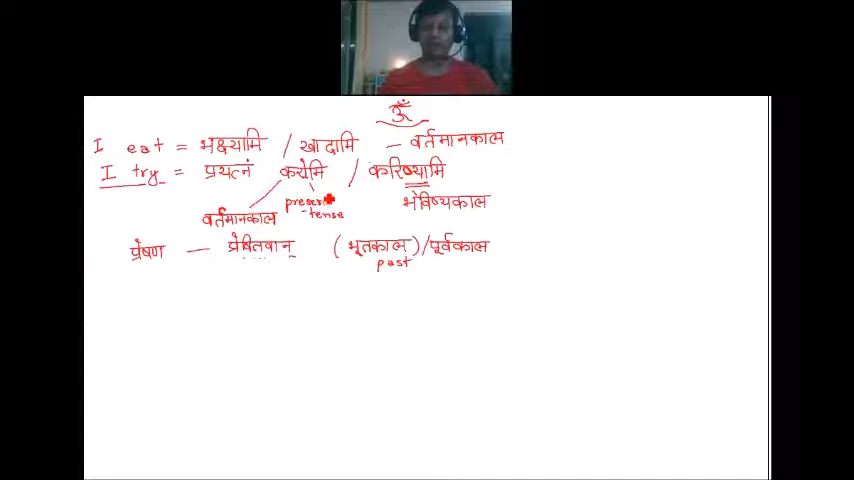 ॐ
I eat = भक्ष्यामि / खादामि – वर्तमानकाल
I try = प्रयत्नं करोमि / करिष्यामि
वर्तमानकाल present -tense भविष्यकाल
प्रेषण — प्रेषितवान् (भूतकाल) / पूर्वकाल
past